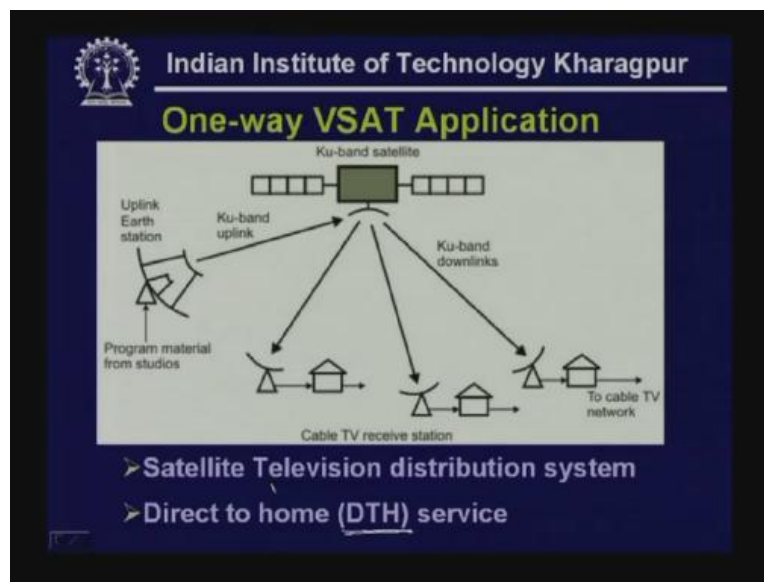 Indian Institute of Technology Kharagpur
One-way VSAT Application
Ku-band satellite
Uplink
Earth
station
Ku-band
uplink
Ku-band
downlinks
Program material
from studios
To cable TV
network
Cable TV receive station
➢Satellite Television distribution system
➢Direct to home (DTH) service